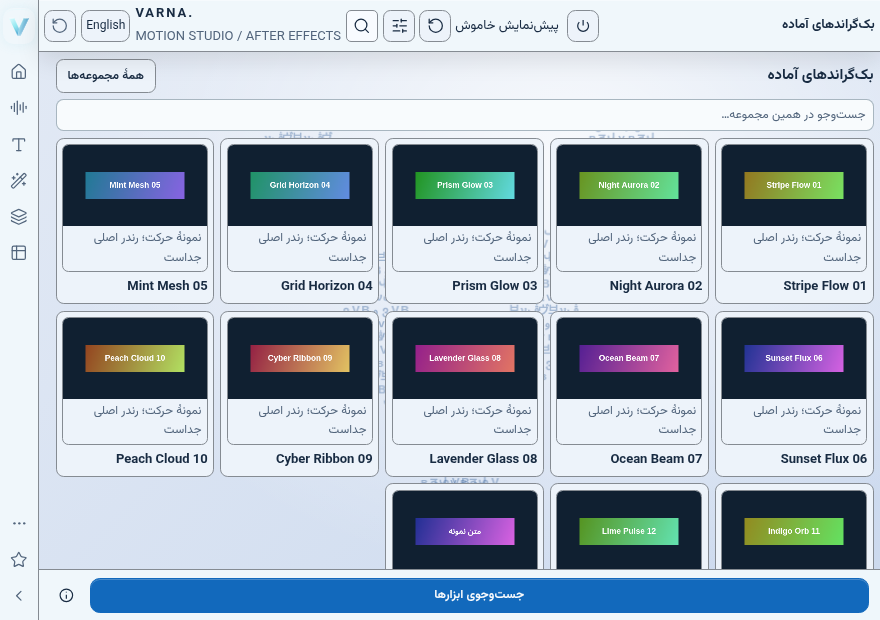 بک‌گراندهای آماده
پیش‌نمایش خاموش
VARNA.
MOTION STUDIO / AFTER EFFECTS
English
بک‌گراندهای آماده
همهٔ مجموعه‌ها
جست‌وجو در همین مجموعه...
Stripe Flow 01
نمونهٔ حرکت؛ رندر اصلی
جداست
Stripe Flow 01
Night Aurora 02
نمونهٔ حرکت؛ رندر اصلی
جداست
Night Aurora 02
Prism Glow 03
نمونهٔ حرکت؛ رندر اصلی
جداست
Prism Glow 03
Grid Horizon 04
نمونهٔ حرکت؛ رندر اصلی
جداست
Grid Horizon 04
Mint Mesh 05
نمونهٔ حرکت؛ رندر اصلی
جداست
Mint Mesh 05
Sunset Flux 06
نمونهٔ حرکت؛ رندر اصلی
جداست
Sunset Flux 06
Ocean Beam 07
نمونهٔ حرکت؛ رندر اصلی
جداست
Ocean Beam 07
Lavender Glass 08
نمونهٔ حرکت؛ رندر اصلی
جداست
Lavender Glass 08
Cyber Ribbon 09
نمونهٔ حرکت؛ رندر اصلی
جداست
Cyber Ribbon 09
Peach Cloud 10
نمونهٔ حرکت؛ رندر اصلی
جداست
Peach Cloud 10
Indigo Orb 11
Lime Pulse 12
متن نمونه
جست‌وجوی ابزارها